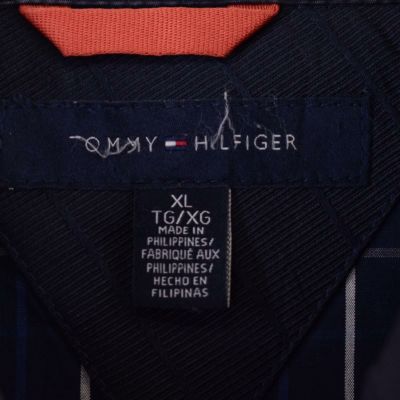 TOMMY HILFIGER
XL
TG/XG
MADE IN
PHILIPPINES/
FABRIQUÉ AUX
PHILIPPINES/
HECHO EN
FILIPINAS